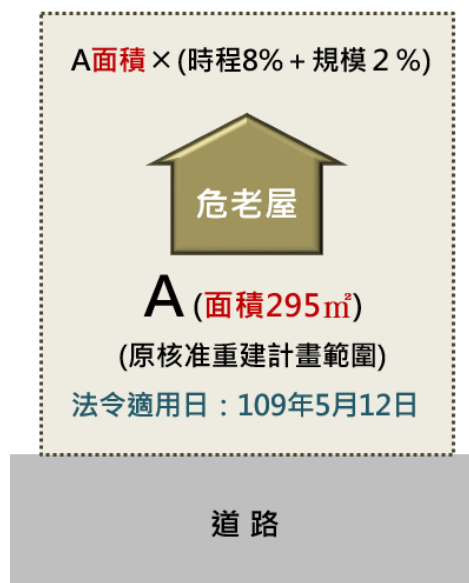 A面積×(時程8%+規模2%)
危老屋
A (面積295㎡)
(原核准重建計畫範圍)
法令適用日：109年5月12日
道路